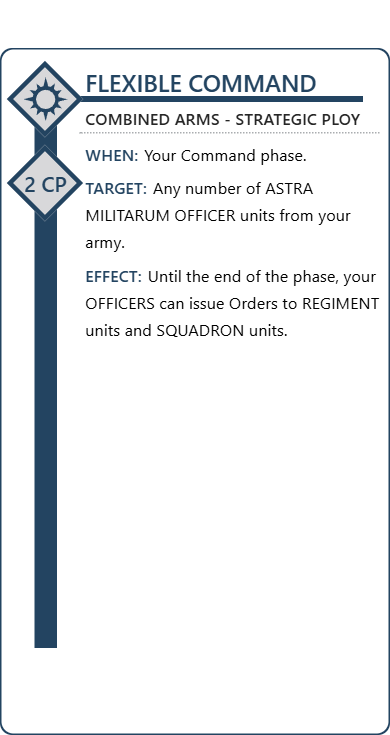 FLEXIBLE COMMAND
COMBINED ARMS - STRATEGIC PLOY
WHEN: Your Command phase.
2 CP
TARGET: Any number of ASTRA
MILITARUM OFFICER units from your
army.
EFFECT: Until the end of the phase, your
OFFICERS can issue Orders to REGIMENT
units and SQUADRON units.